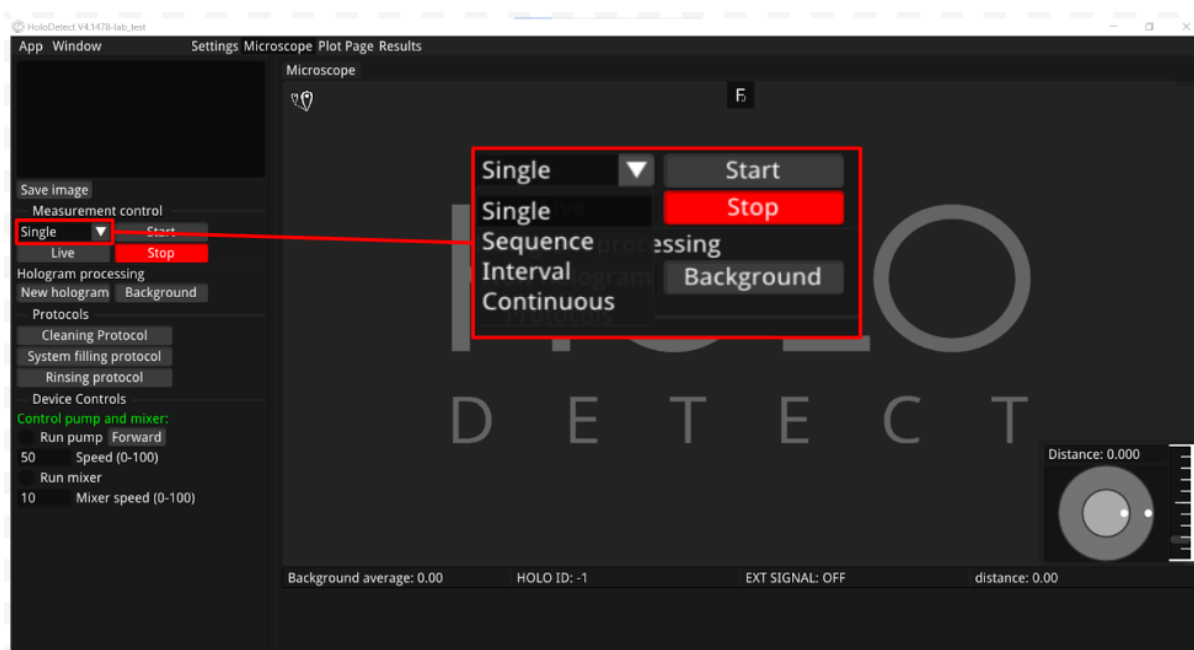 HoloDetect V4.1478-lab_test
App Window Settings Microscope Plot Page Results
Microscope
Save image
Measurement control
Single Start
Live Stop
Hologram processing
New hologram Background
Protocols
Cleaning Protocol
System filling protocol
Rinsing protocol
Device Controls
Control pump and mixer:
Run pump Forward
50 Speed (0-100)
Run mixer
10 Mixer speed (0-100)
Single Start
Single Stop
Sequence
essing
Interval
Background
Continuous
DETECT
Distance: 0.000
Background average: 0.00 HOLO ID: -1 EXT SIGNAL: OFF distance: 0.00